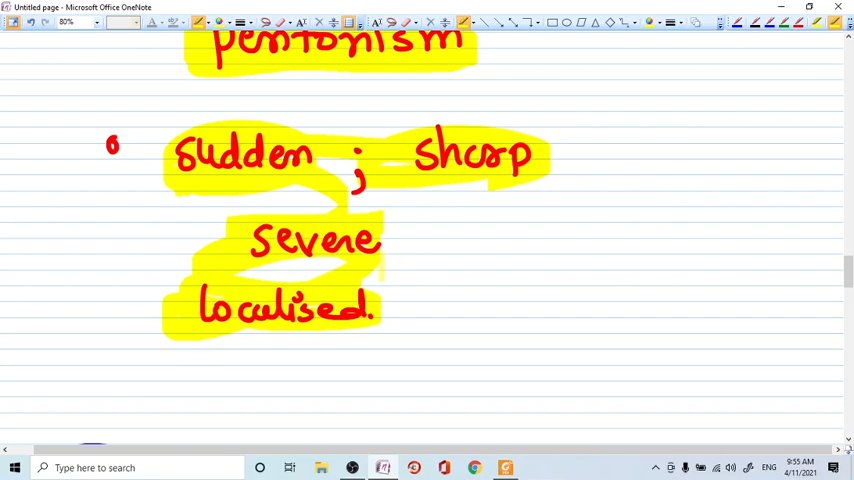 Untitled page - Microsoft Office OneNote
80%
pentonism
sudden ; sharp
severe
localised.
Type here to search
ENG
9:55 AM
4/11/2021